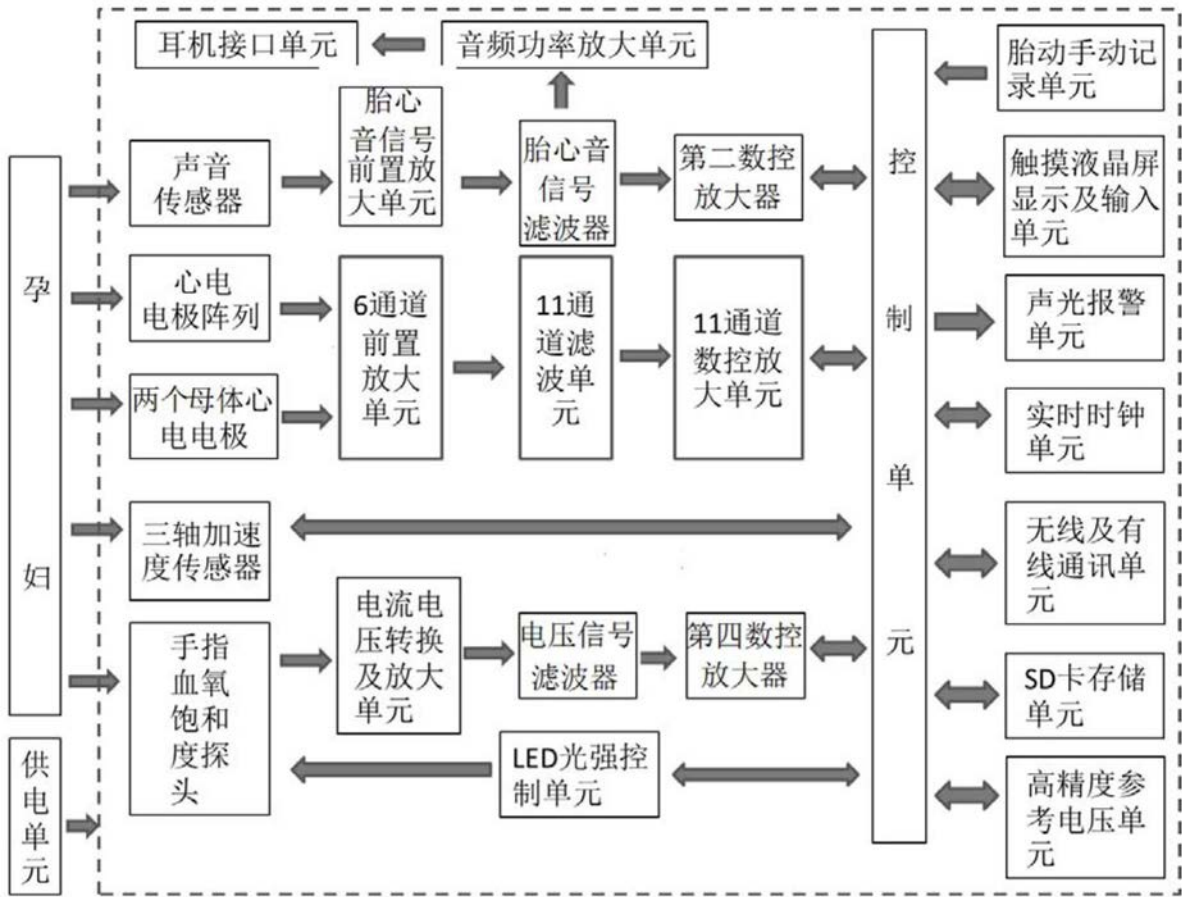 耳机接口单元
音频功率放大单元
胎动手动记
录单元
孕
妇
供
电
单
元
声音
传感器
胎心
音信号
前置放
大单元
胎心音
信号
滤波器
第二数控
放大器
触摸液晶屏
显示及输入
单元
心电
电极阵列
两个母体心
电电极
6通道
前置
放大
单元
11通
道滤
波单
元
11通道
数控放
大单元
控
制
单
元
声光报警
单元
实时时钟
单元
三轴加速
度传感器
无线及有
线通讯单
元
手指
血氧
饱和
度探
头
电流电
压转换
及放大
单元
电压信号
滤波器
第四数控
放大器
SD卡存储
单元
LED光强控
制单元
高精度参
考电压单
元